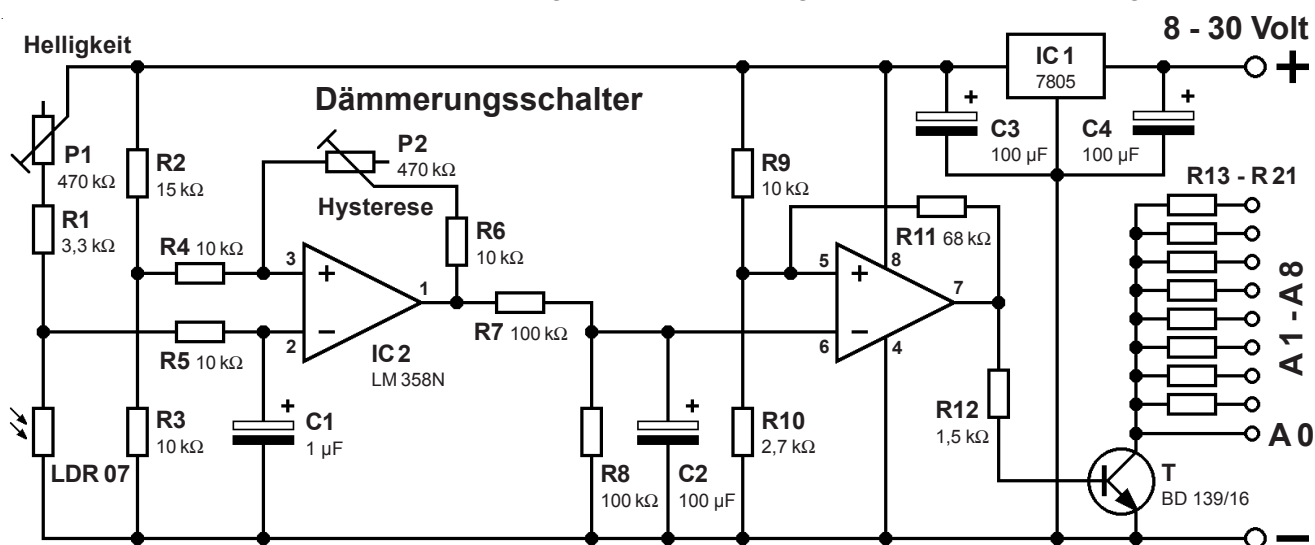 8 - 30 Volt
+
Helligkeit
IC 1
7805
Dämmerungsschalter
+
C3
100 µF
+
C4
100 µF
P1
470 kΩ
R2
15 kΩ
P2
470 kΩ
Hysterese
R9
10 kΩ
R13 - R 21
R1
3,3 kΩ
R4 10 kΩ
R6
10 kΩ
R11 68 kΩ
3
+
1
5
+
8
7
R7 100 kΩ
A 1 - A 8
R5 10 kΩ
2
−
IC 2
LM 358N
6
−
4
R3
10 kΩ
+
C1
1 µF
R8
100 kΩ
+
C2
100 µF
R10
2,7 kΩ
R12
1,5 kΩ
A 0
LDR 07
T
BD 139/16
−